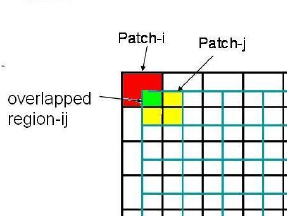 Patch-i
Patch-j
overlapped
region-ij